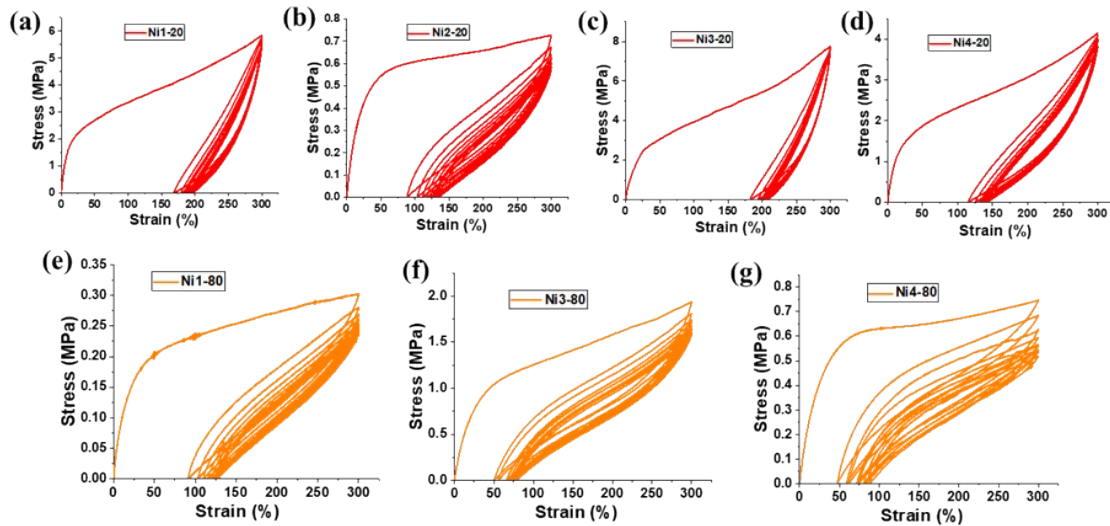 (a)
Ni1-20
Stress (MPa)
6
5
4
3
2
1
0
0 50 100 150 200 250 300
Strain (%)
(b)
Ni2-20
Stress (MPa)
0.8
0.7
0.6
0.5
0.4
0.3
0.2
0.1
0.0
0 50 100 150 200 250 300
Strain (%)
(c)
Ni3-20
Stress (MPa)
8
6
4
2
0
0 50 100 150 200 250 300
Strain (%)
(d)
Ni4-20
Stress (MPa)
4
3
2
1
0
0 50 100 150 200 250 300
Strain (%)
(e)
Ni1-80
Stress (MPa)
0.35
0.30
0.25
0.20
0.15
0.10
0.05
0.00
0 50 100 150 200 250 300
Strain (%)
(f)
Ni3-80
Stress (MPa)
2.0
1.5
1.0
0.5
0.0
0 50 100 150 200 250 300
Strain (%)
(g)
Ni4-80
Stress (MPa)
0.8
0.7
0.6
0.5
0.4
0.3
0.2
0.1
0.0
0 50 100 150 200 250 300
Strain (%)